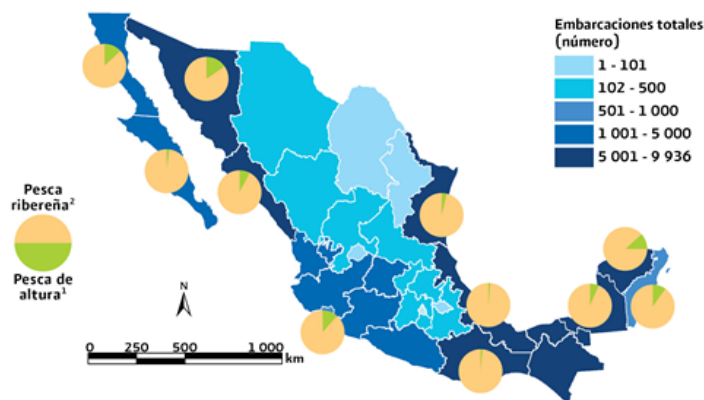 Embarcaciones totales
(número)
1 - 101
102 - 500
501 - 1 000
1 001 - 5 000
5 001 - 9 936
Pesca
ribereña²
Pesca de
altura¹
N
0 250 500 1 000
km